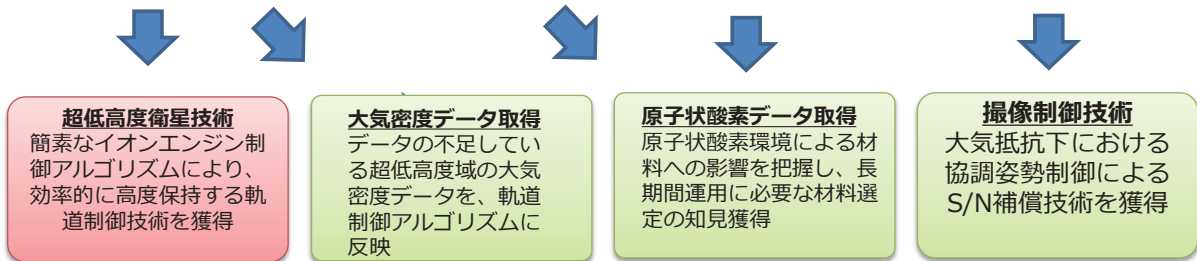 超低高度衛星技術
簡素なイオンエンジン制
御アルゴリズムにより、
効率的に高度保持する軌
道制御技術を獲得
大気密度データ取得
データの不足してい
る超低高度域の大気
密度データを、軌道
制御アルゴリズムに
反映
原子状酸素データ取得
原子状酸素環境による材
料への影響を把握し、長
期間運用に必要な材料選
定の知見獲得
撮像制御技術
大気抵抗下における
協調姿勢制御による
S/N補償技術を獲得